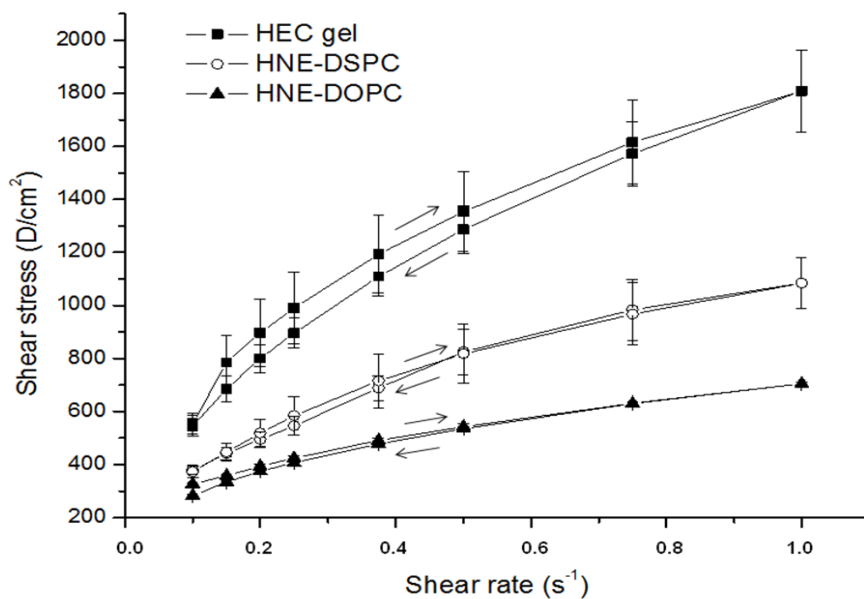 2000
1800
1600
1400
1200
1000
800
600
400
200
Shear stress (D/cm²)
HEC gel
HNE-DSPC
HNE-DOPC
0.0 0.2 0.4 0.6 0.8 1.0
Shear rate (s⁻¹)